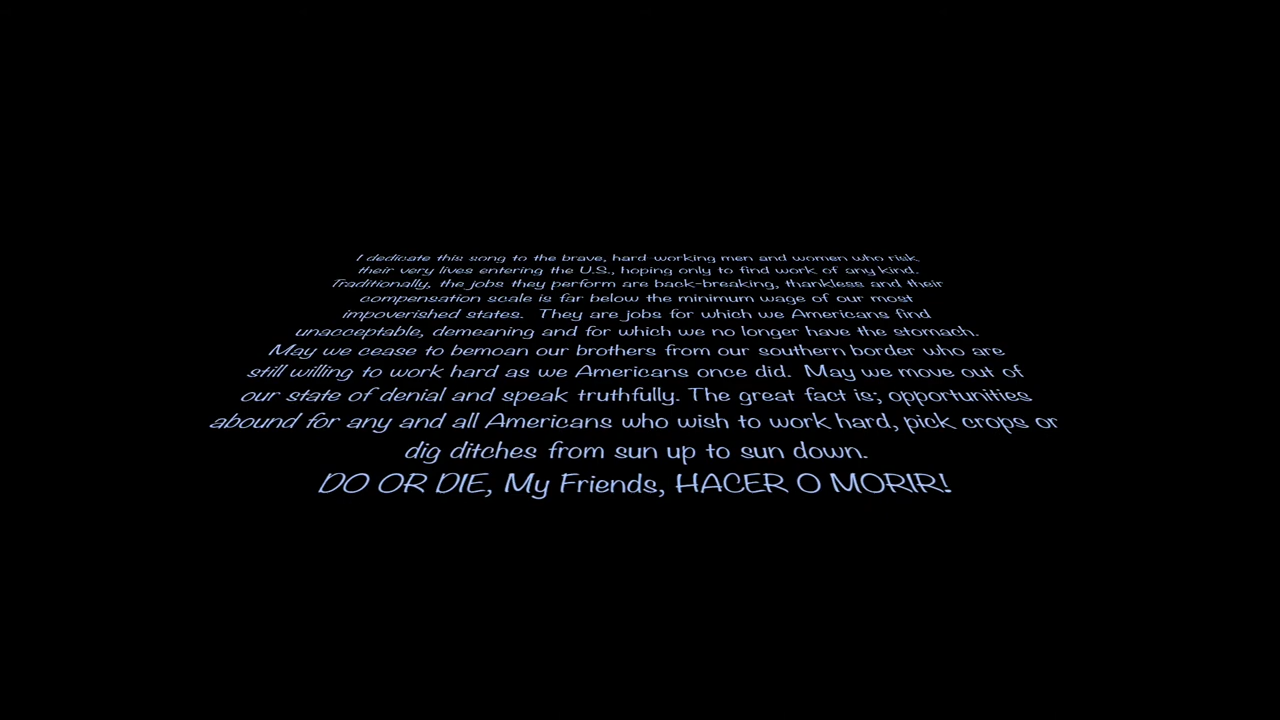 I dedicate this song to the brave, hard-working men and women who risk
their very lives entering the U.S., hoping only to find work of any kind.
Traditionally, the jobs they perform are back-breaking, thankless and their
compensation scale is far below the minimum wage of our most
impoverished states. They are jobs for which we Americans find
unacceptable, demeaning and for which we no longer have the stomach.
May we cease to bemoan our brothers from our southern border who are
still willing to work hard as we Americans once did. May we move out of
our state of denial and speak truthfully. The great fact is; opportunities
abound for any and all Americans who wish to work hard, pick crops or
dig ditches from sun up to sun down.
DO OR DIE, My Friends, HACER O MORIR!